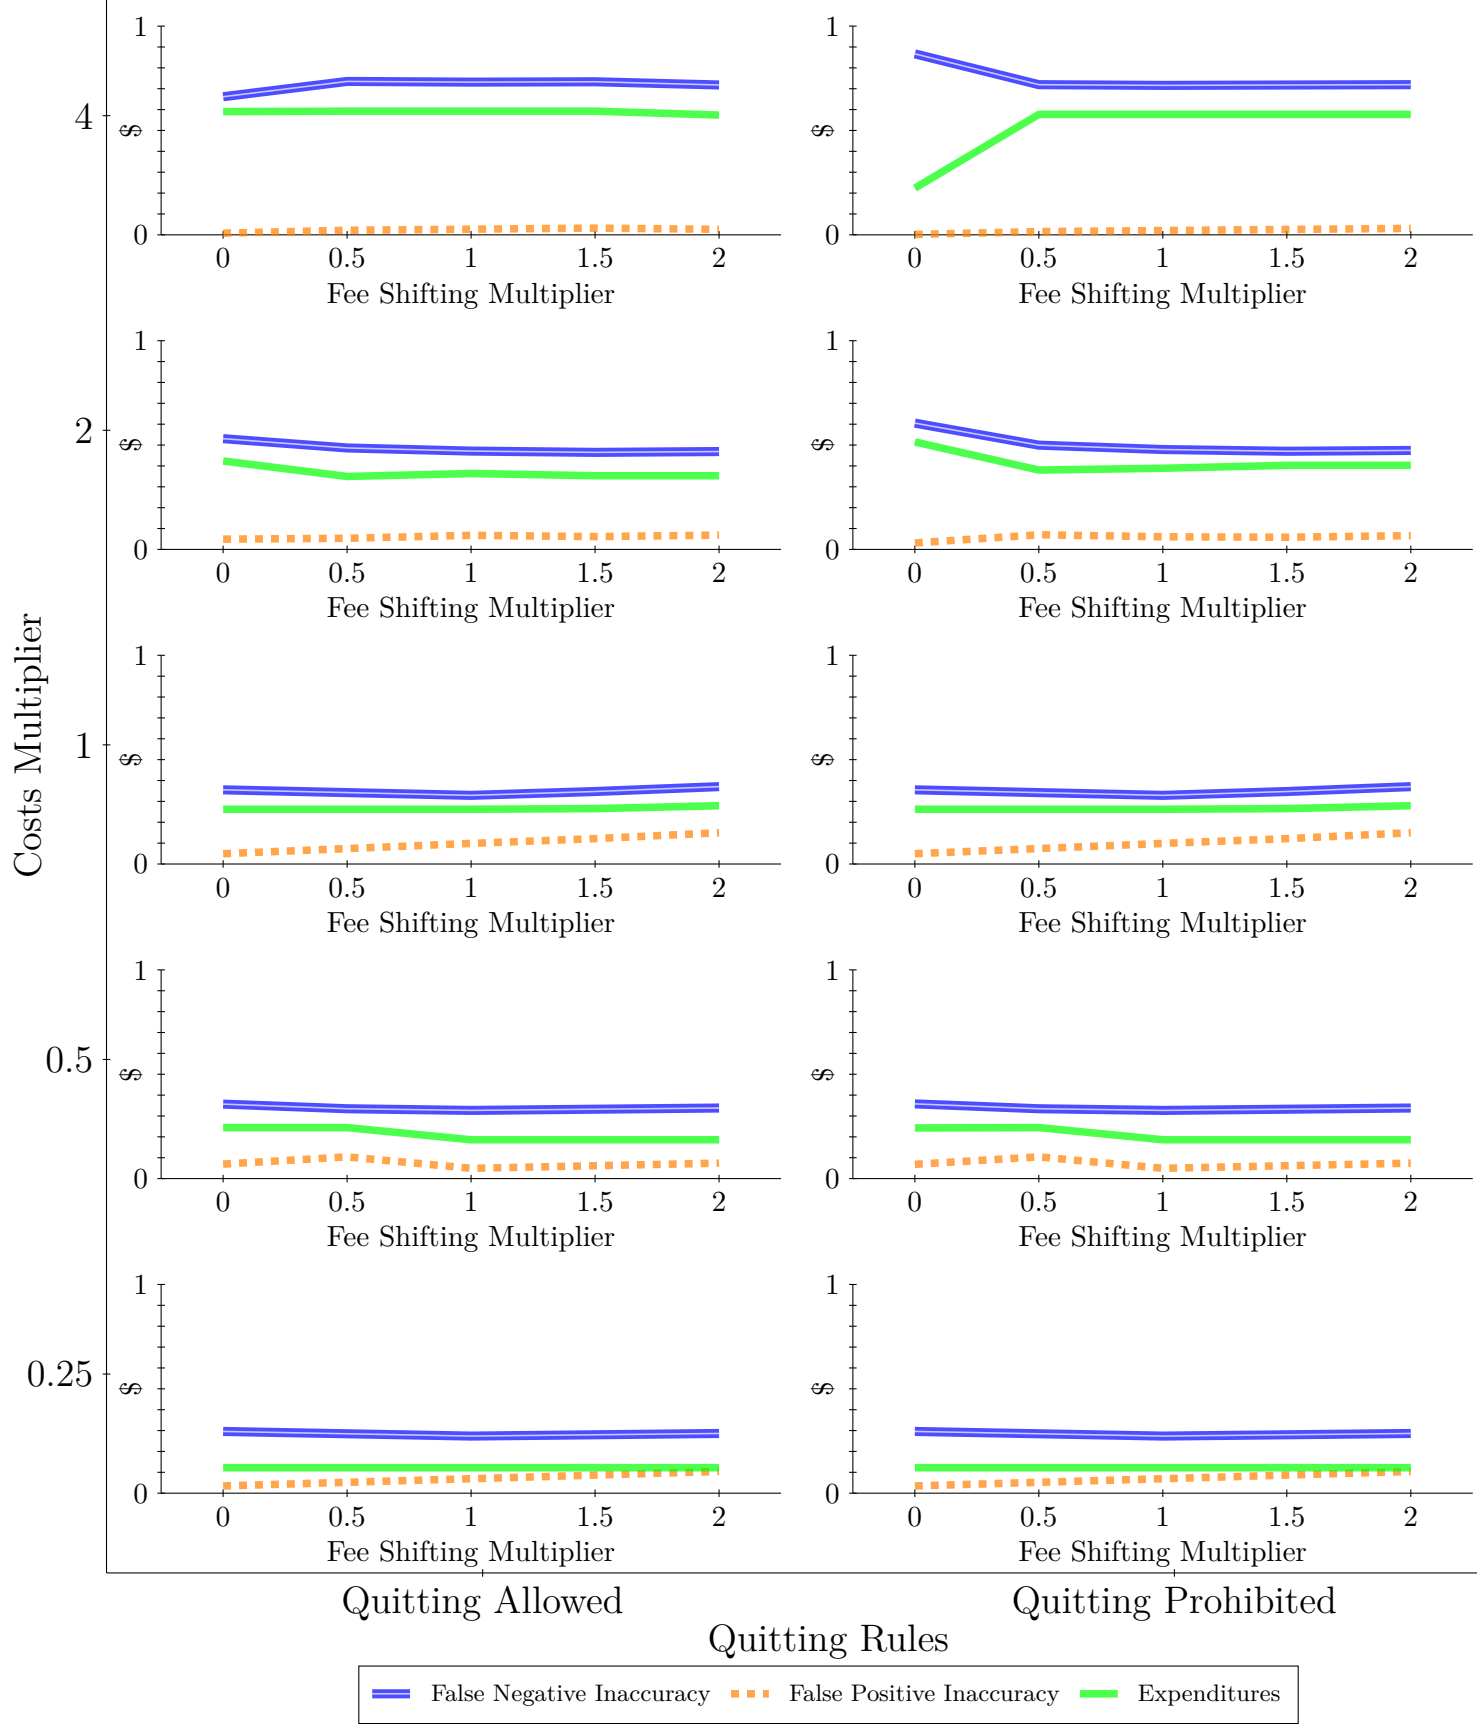 1
$
0
0 0.5 1 1.5 2
Fee Shifting Multiplier
1
$
0
0 0.5 1 1.5 2
Fee Shifting Multiplier
4
1
$
0
0 0.5 1 1.5 2
Fee Shifting Multiplier
1
$
0
0 0.5 1 1.5 2
Fee Shifting Multiplier
2
1
$
0
0 0.5 1 1.5 2
Fee Shifting Multiplier
1
$
0
0 0.5 1 1.5 2
Fee Shifting Multiplier
1
Costs Multiplier
1
$
0
0 0.5 1 1.5 2
Fee Shifting Multiplier
1
$
0
0 0.5 1 1.5 2
Fee Shifting Multiplier
0.5
1
$
0
0 0.5 1 1.5 2
Fee Shifting Multiplier
1
$
0
0 0.5 1 1.5 2
Fee Shifting Multiplier
0.25
Quitting Allowed
Quitting Prohibited
Quitting Rules
False Negative Inaccuracy
False Positive Inaccuracy
Expenditures